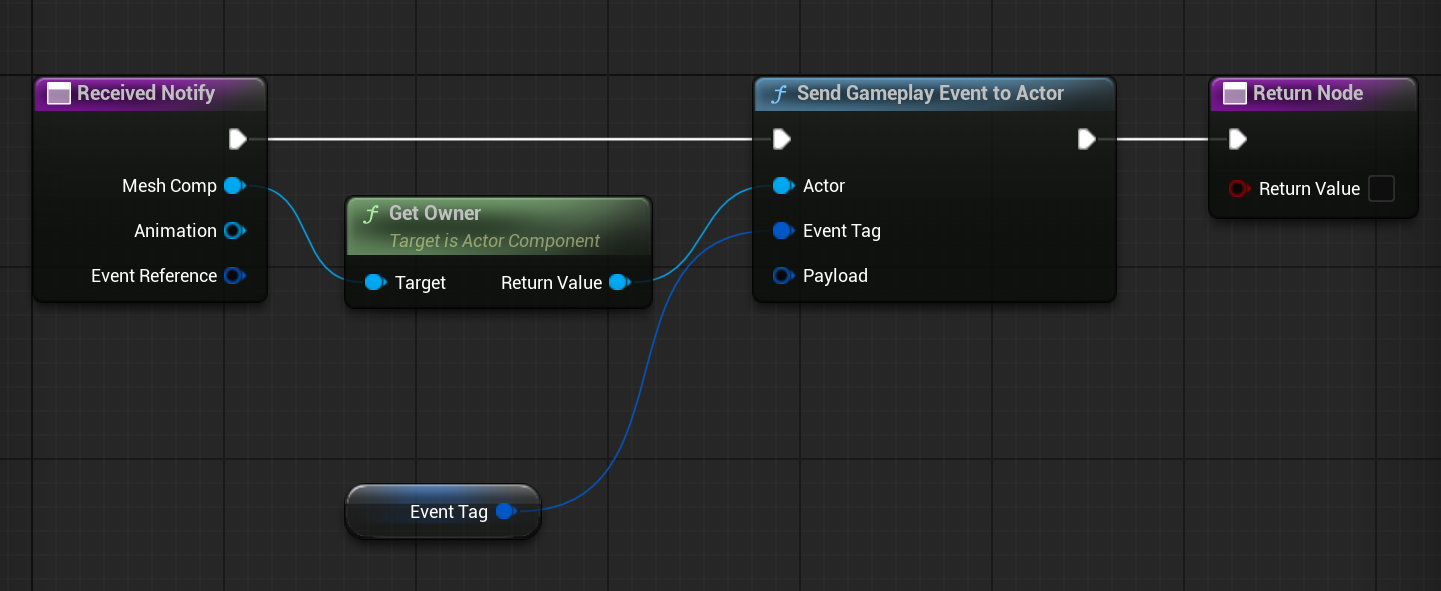 Received Notify
Mesh Comp
Animation
Event Reference
f Get Owner
Target is Actor Component
Target Return Value
f Send Gameplay Event to Actor
Actor
Event Tag
Payload
Return Node
Return Value
Event Tag